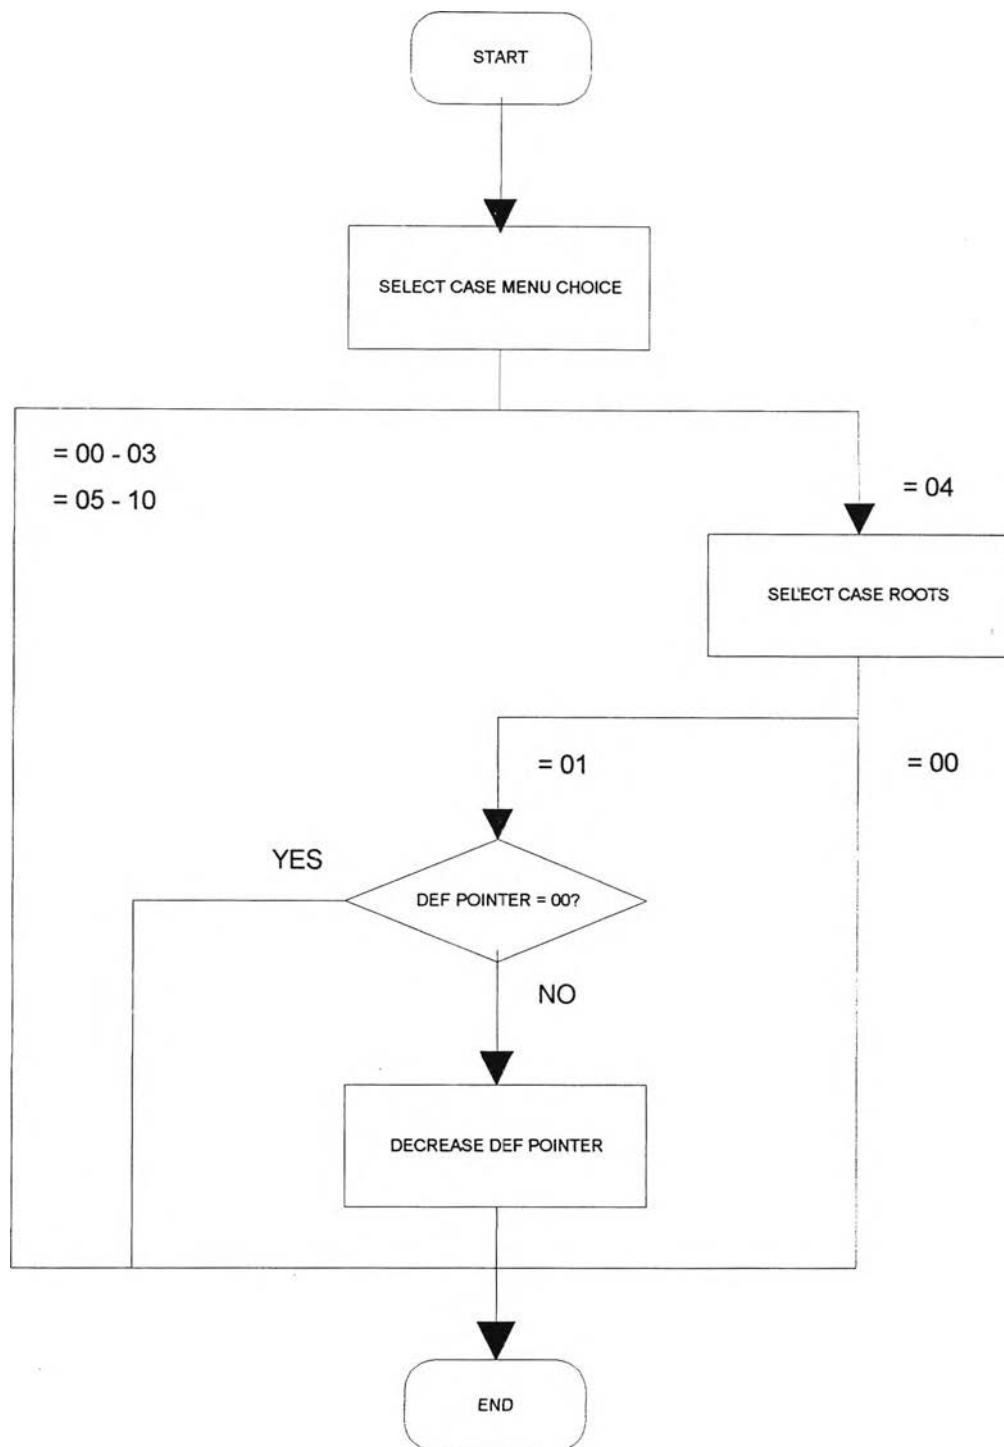 START
SELECT CASE MENU CHOICE
= 00 - 03
= 05 - 10
= 04
SELECT CASE ROOTS
= 01
= 00
YES
DEF POINTER = 00?
NO
DECREASE DEF POINTER
END